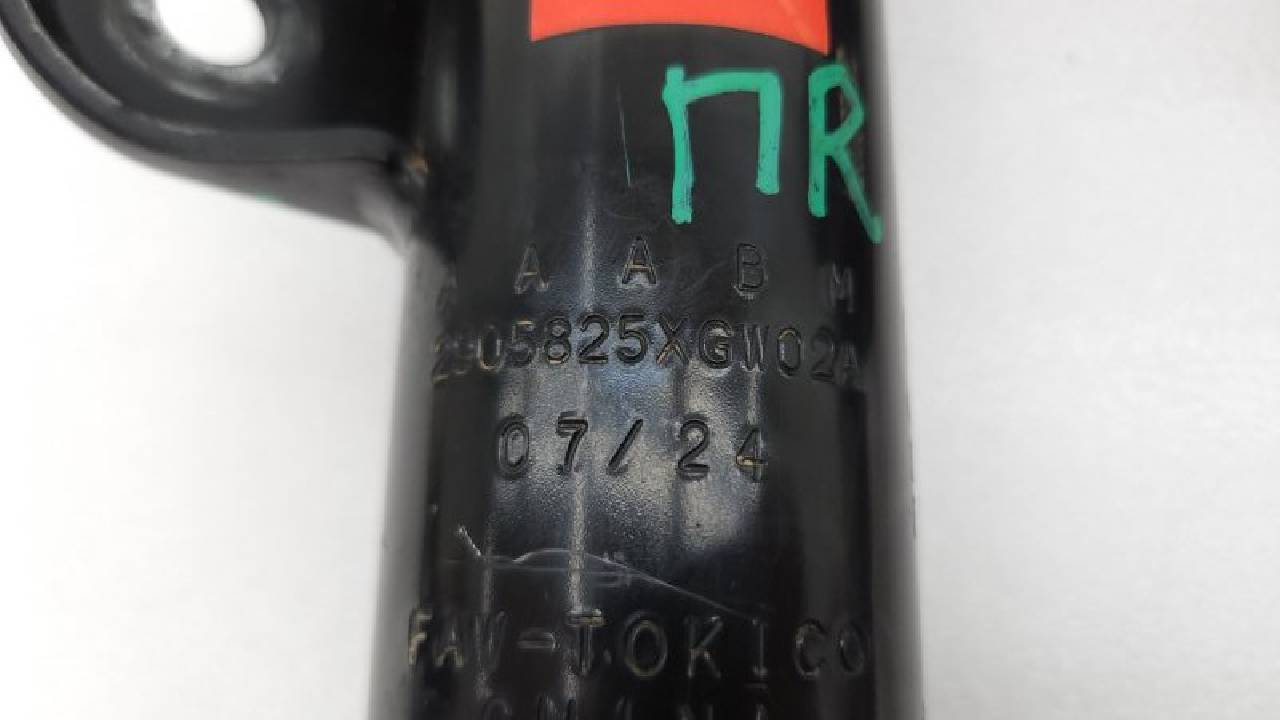 ПR
A A A B M
2905825XGW02A
07/24
FAW-TOKICO